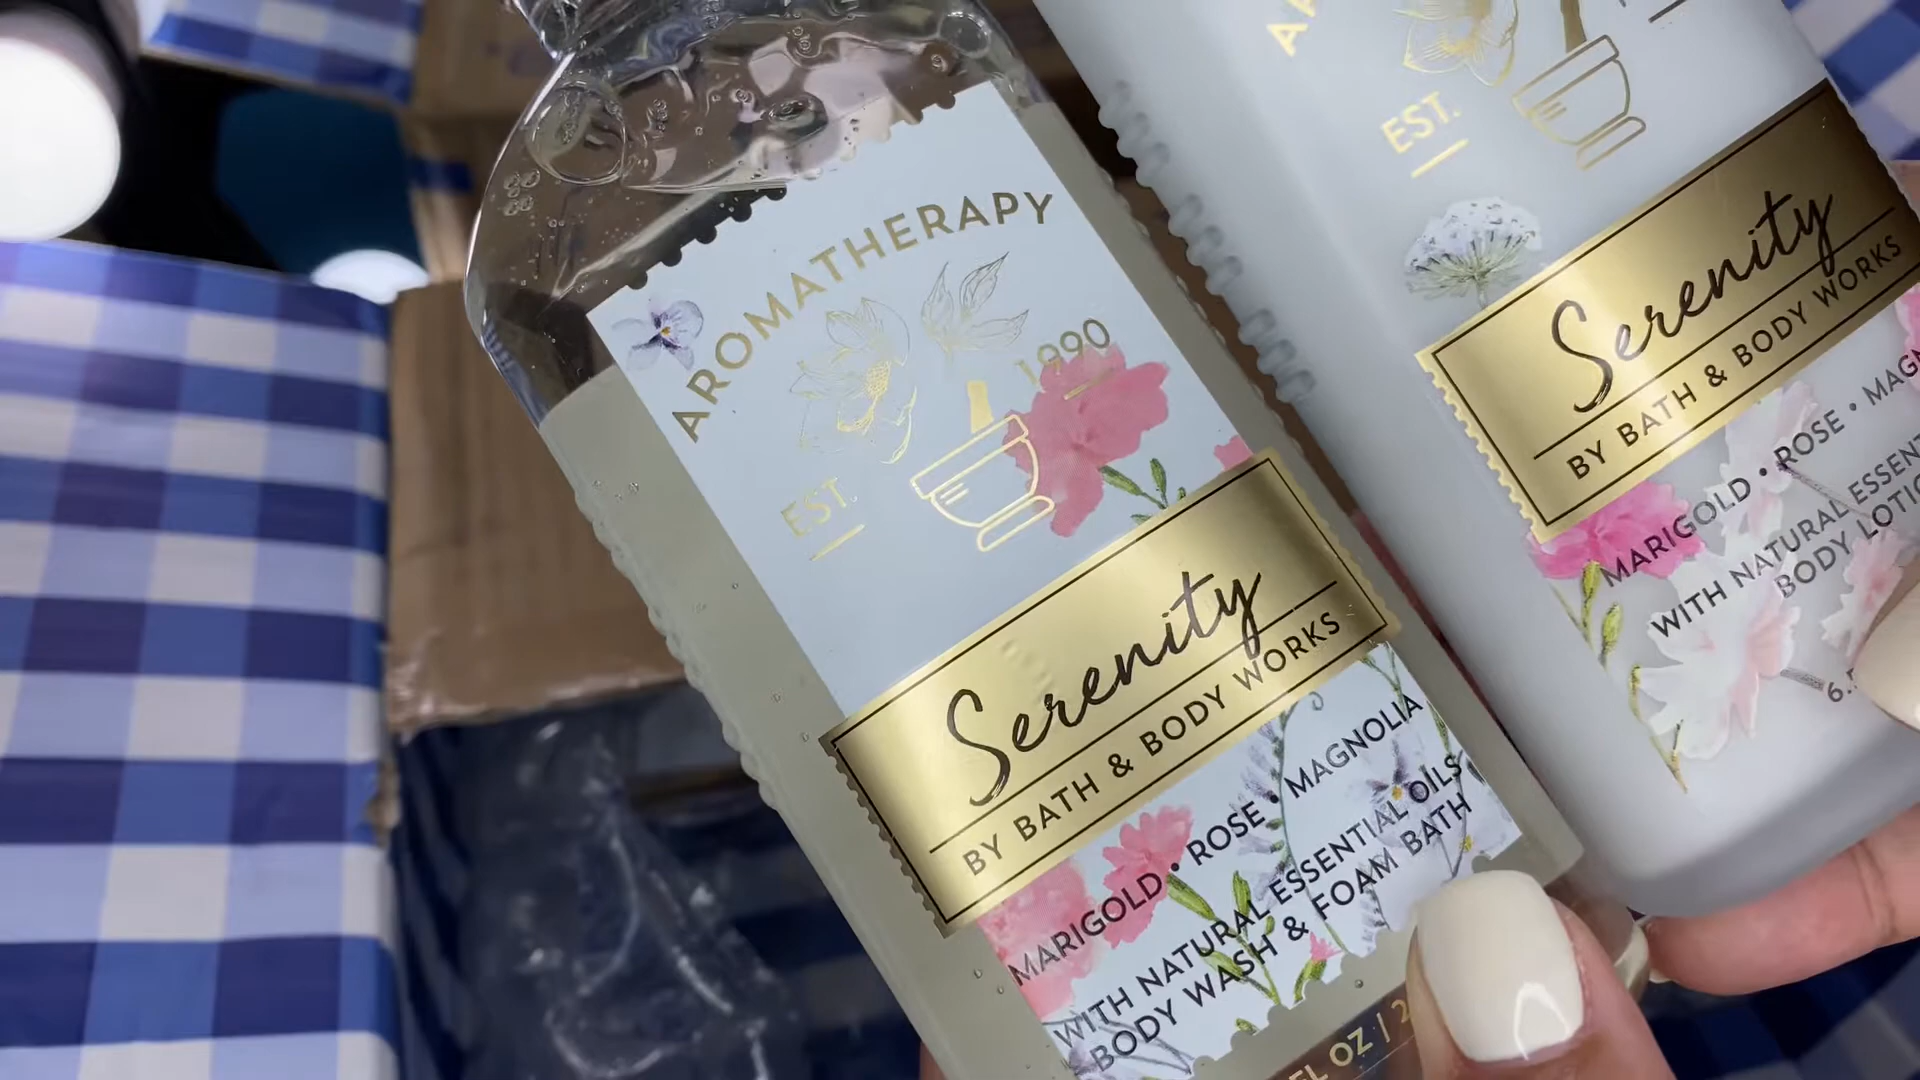 AROMATHERAPY
EST.
1990
Serenity
BY BATH & BODY WORKS
MARIGOLD • ROSE • MAGNOLIA
WITH NATURAL ESSENTIAL OILS
BODY WASH & FOAM BATH
FL OZ | 2
EST.
Serenity
BY BATH & BODY WORKS
MARIGOLD • ROSE •
WITH NATURAL
BODY